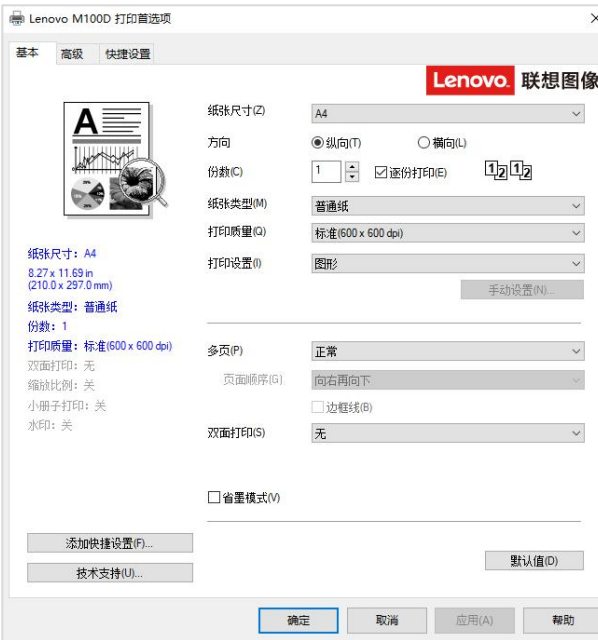 Lenovo M100D 打印首选项
基本 高级 快捷设置
Lenovo. 联想图像
纸张尺寸(Z) A4
方向 纵向(T) 横向(L)
份数(C) 1 逐份打印(E) 1 2 1 2
纸张类型(M) 普通纸
打印质量(Q) 标准(600 x 600 dpi)
打印设置(I) 图形
手动设置(N)...
纸张尺寸：A4
8.27 x 11.69 in
(210.0 x 297.0 mm)
纸张类型：普通纸
份数：1
打印质量：标准(600 x 600 dpi)
双面打印：无
缩放比例：关
小册子打印：关
水印：关
多页(P) 正常
页面顺序(G) 向右再向下
边框线(B)
双面打印(S) 无
省墨模式(V)
添加快捷设置(F)...
技术支持(U)...
默认值(D)
确定 取消 应用(A) 帮助